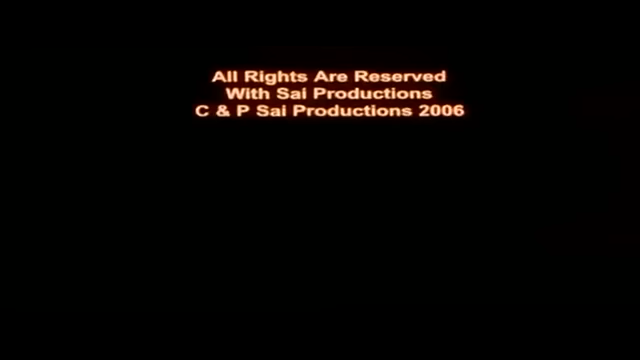 All Rights Are Reserved
With Sai Productions
C & P Sai Productions 2006